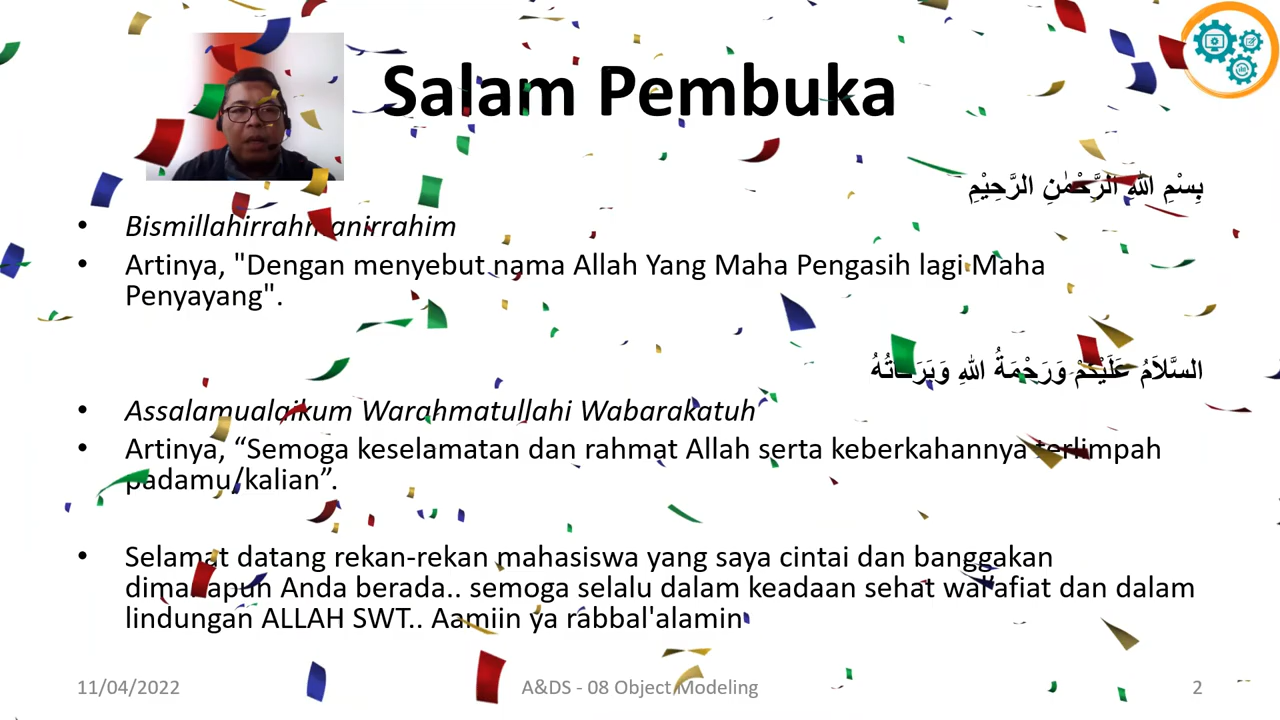 Salam Pembuka
بِسْمِ اللهِ الرَّحْمٰنِ الرَّحِيْمِ
• Bismillahirrahmanirrahim
• Artinya, "Dengan menyebut nama Allah Yang Maha Pengasih lagi Maha
Penyayang".
السَّلاَمُ عَلَيْكُمْ وَرَحْمَةُ اللهِ وَبَرَكَاتُهُ
• Assalamualaikum Warahmatullahi Wabarakatuh
• Artinya, “Semoga keselamatan dan rahmat Allah serta keberkahannya terlimpah
padamu/kalian”.
• Selamat datang rekan-rekan mahasiswa yang saya cintai dan banggakan
dimanapun Anda berada.. semoga selalu dalam keadaan sehat wal'afiat dan dalam
lindungan ALLAH SWT.. Aamiin ya rabbal'alamin
11/04/2022
A&DS - 08 Object Modeling
2